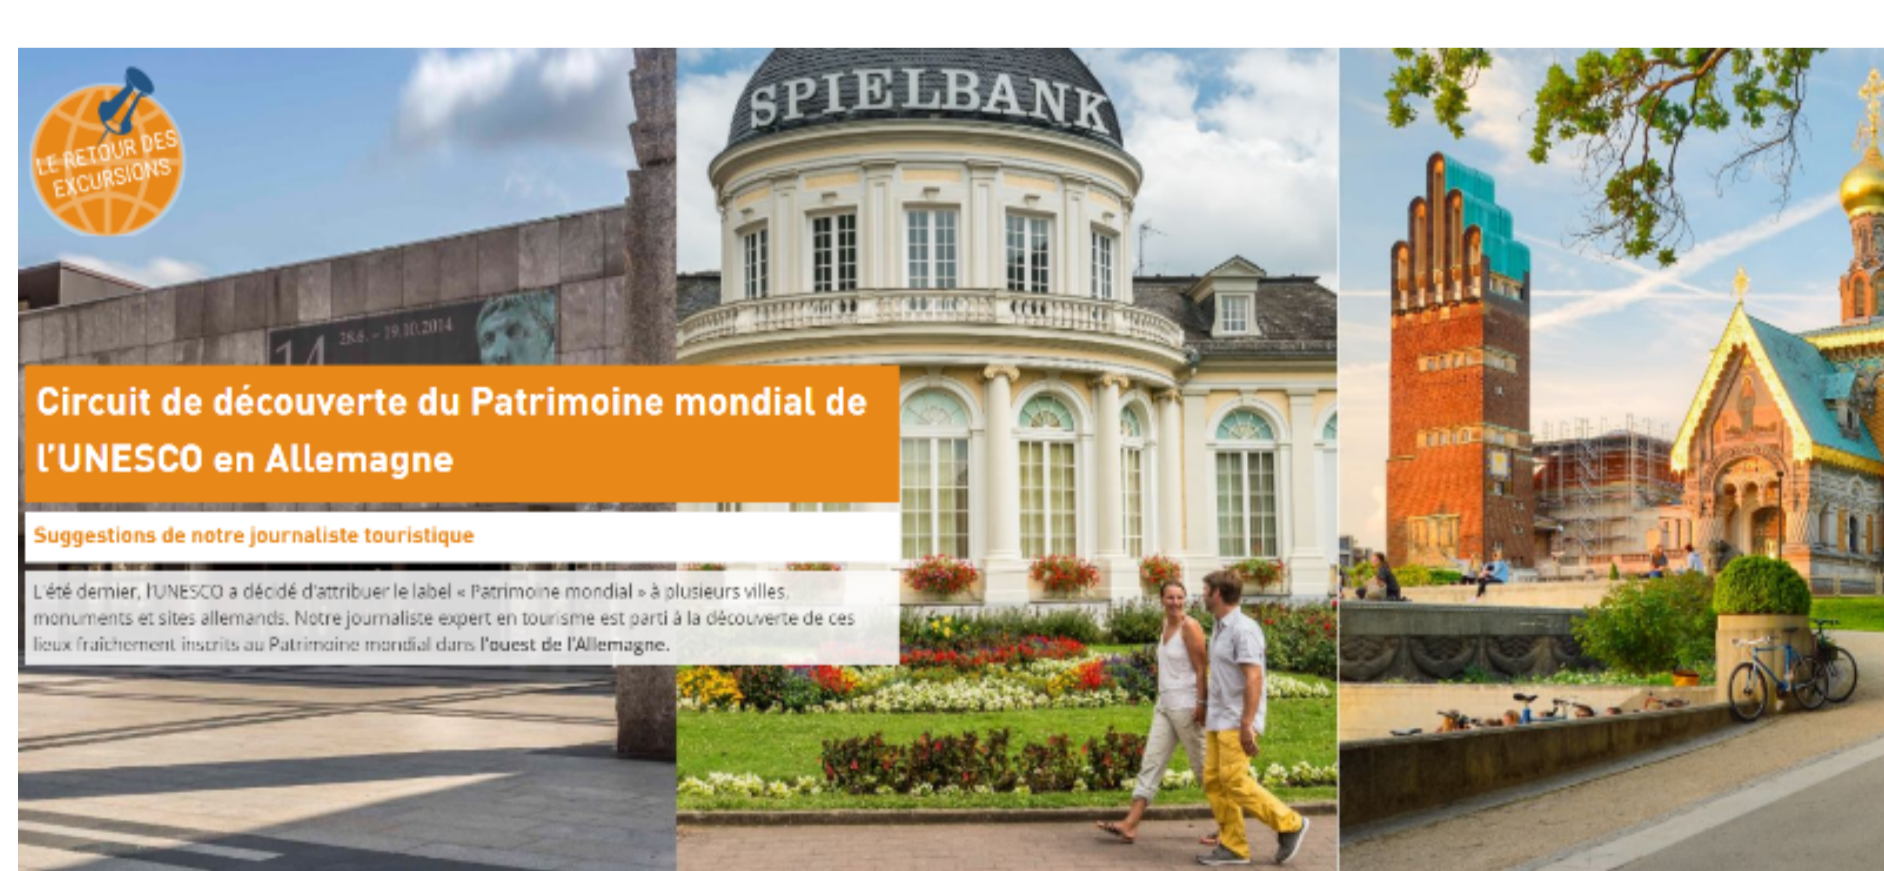 LE RETOUR DES
EXCURSIONS
SPIELBANK
14
28.6. – 19.10.2014
Circuit de découverte du Patrimoine mondial de
l'UNESCO en Allemagne
Suggestions de notre journaliste touristique
L'été dernier, l'UNESCO a décidé d'attribuer le label « Patrimoine mondial » à plusieurs villes,
monuments et sites allemands. Notre journaliste expert en tourisme est parti à la découverte de ces
lieux fraîchement inscrits au Patrimoine mondial dans l'ouest de l'Allemagne.